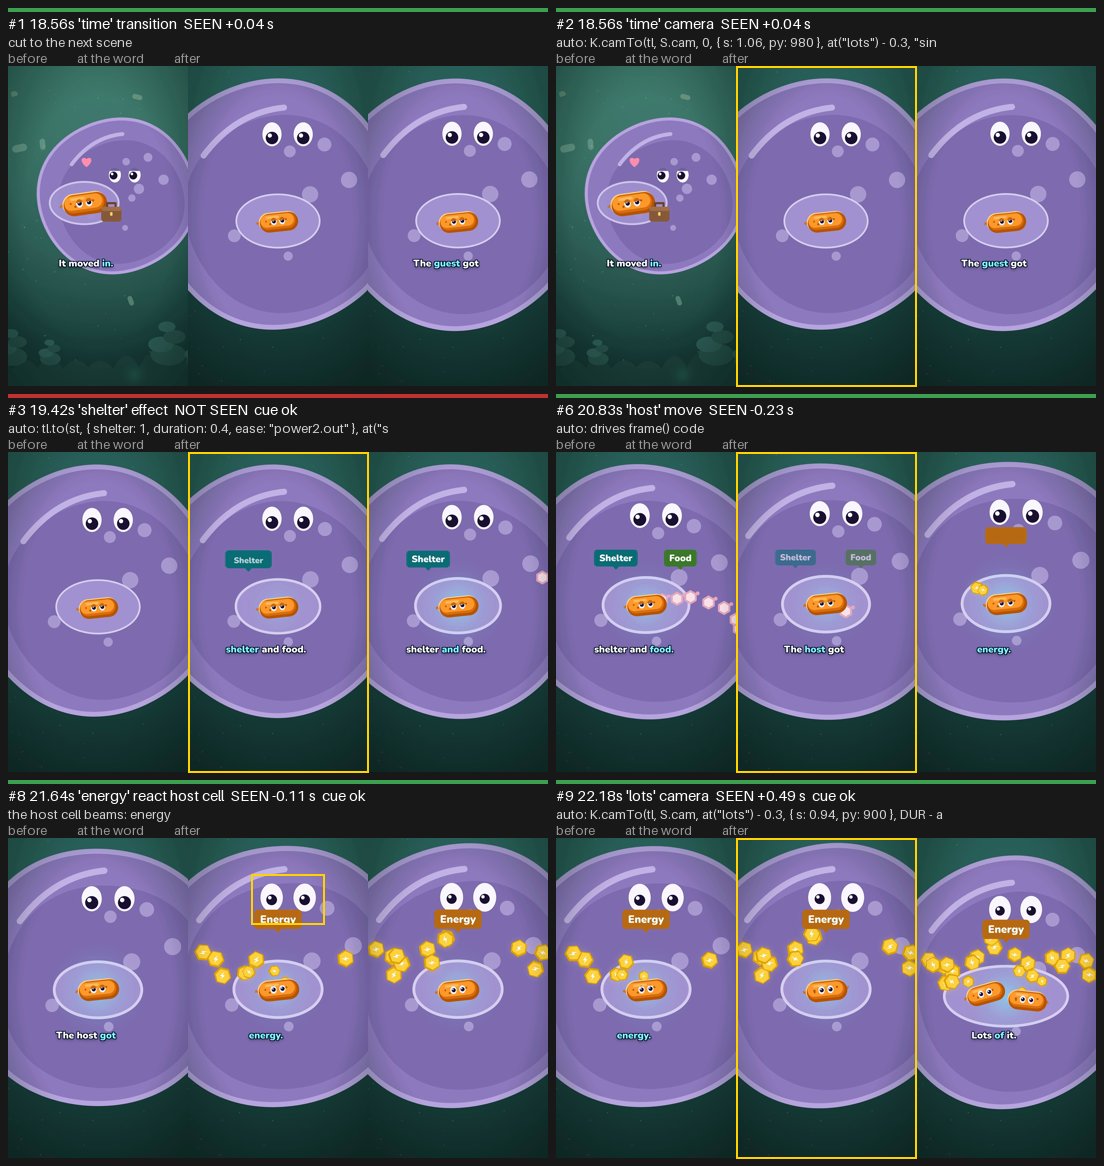 #1 18.56s 'time' transition SEEN +0.04 s
cut to the next scene
before at the word after
It moved in.
The guest got
#2 18.56s 'time' camera SEEN +0.04 s
auto: K.camTo(tl, S.cam, 0, { s: 1.06, py: 980 }, at("lots") - 0.3, "sin
before at the word after
It moved in.
The guest got
#3 19.42s 'shelter' effect NOT SEEN cue ok
auto: tl.to(st, { shelter: 1, duration: 0.4, ease: "power2.out" }, at("s
before at the word after
Shelter
shelter and food.
Shelter
shelter and food.
#6 20.83s 'host' move SEEN -0.23 s
auto: drives frame() code
before at the word after
Shelter Food
shelter and food.
Shelter Food
The host got
energy.
#8 21.64s 'energy' react host cell SEEN -0.11 s cue ok
the host cell beams: energy
before at the word after
The host got
Energy
energy.
Energy
#9 22.18s 'lots' camera SEEN +0.49 s cue ok
auto: K.camTo(tl, S.cam, at("lots") - 0.3, { s: 0.94, py: 900 }, DUR - a
before at the word after
Energy
energy.
Energy
Energy
Lots of it.